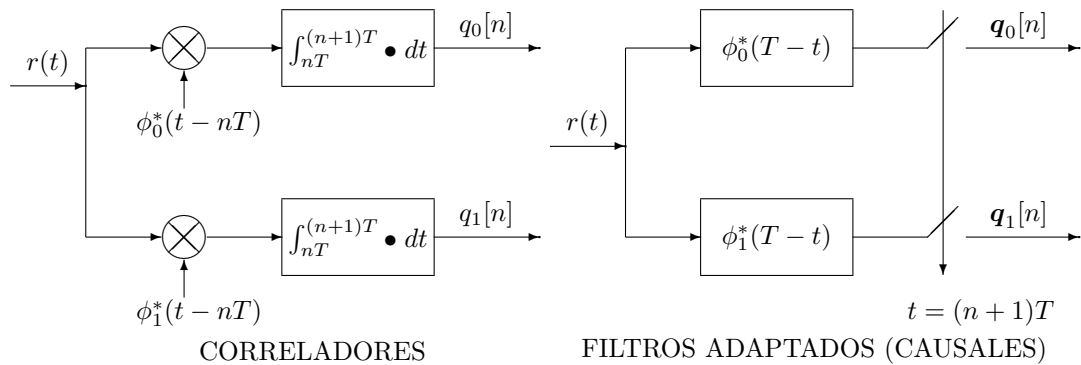 r(t)
∫_{nT}^{(n+1)T} • dt
q_0[n]
ϕ_0^*(t − nT)
∫_{nT}^{(n+1)T} • dt
q_1[n]
ϕ_1^*(t − nT)
CORRELADORES
r(t)
ϕ_0^*(T − t)
q_0[n]
ϕ_1^*(T − t)
q_1[n]
t = (n + 1)T
FILTROS ADAPTADOS (CAUSALES)